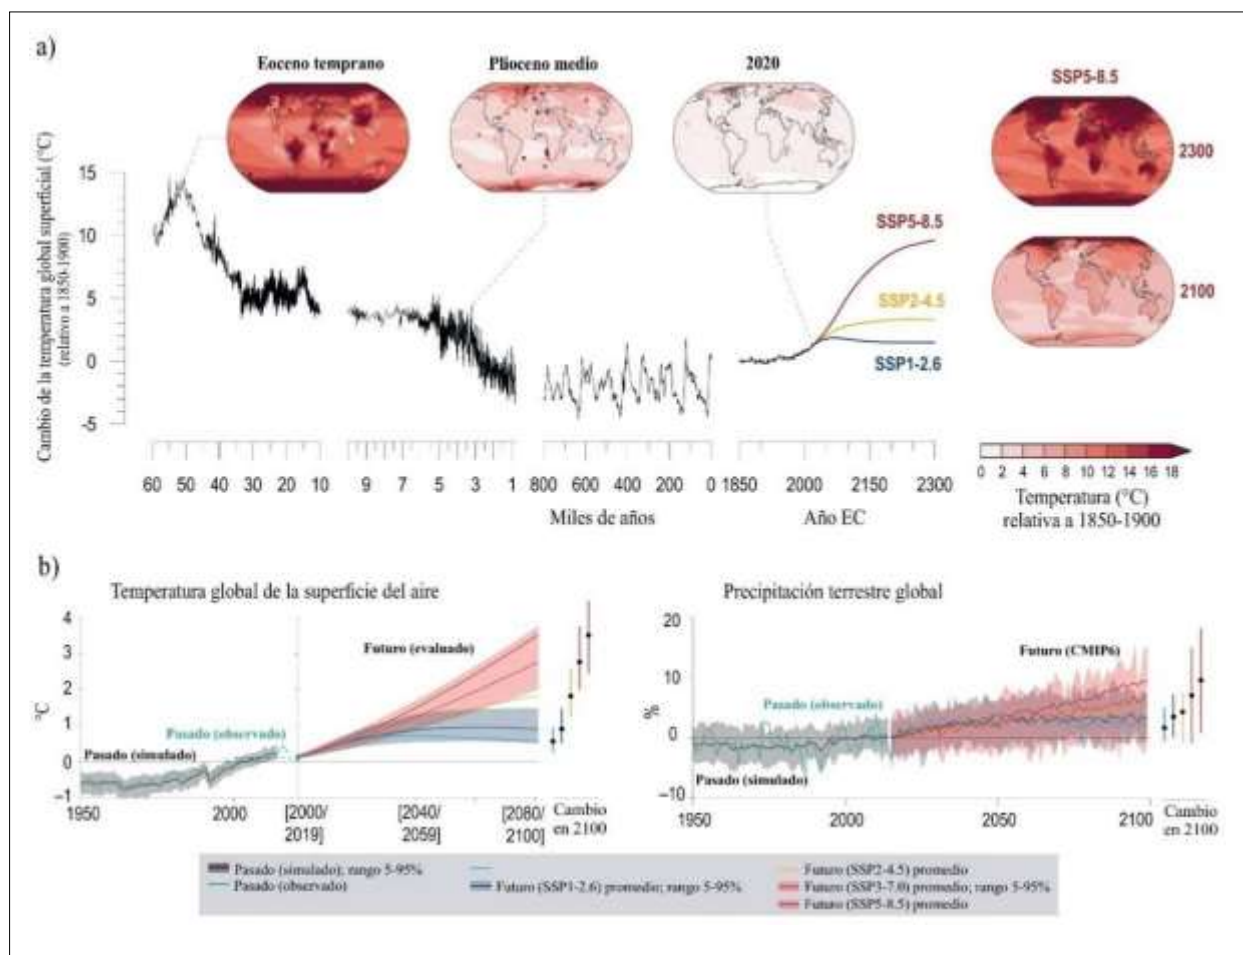 a)
Eoceno temprano
Plioceno medio
2020
SSP5-8.5
2300
2100
Cambio de la temperatura global superficial (°C)
(relativo a 1850-1900)
15
10
5
0
-5
SSP5-8.5
SSP2-4.5
SSP1-2.6
60 50 40 30 20 10
9 7 5 3 1
800 600 400 200 0
1850 2000 2150 2300
Miles de años
Año EC
0 2 4 6 8 10 12 14 16 18
Temperatura (°C)
relativa a 1850-1900
b)
Temperatura global de la superficie del aire
°C
4
3
2
1
0
-1
Futuro (evaluado)
Pasado (observado)
Pasado (simulado)
1950 2000 [2000/2019] [2040/2059] [2080/2100]
Cambio
en 2100
Precipitación terrestre global
%
20
10
0
-10
Futuro (CMIP6)
Pasado (observado)
Pasado (simulado)
1950 2000 2050 2100
Cambio
en 2100
Pasado (simulado); rango 5-95%
Pasado (observado)
Futuro (SSP1-2.6) promedio; rango 5-95%
Futuro (SSP2-4.5) promedio
Futuro (SSP3-7.0) promedio; rango 5-95%
Futuro (SSP5-8.5) promedio